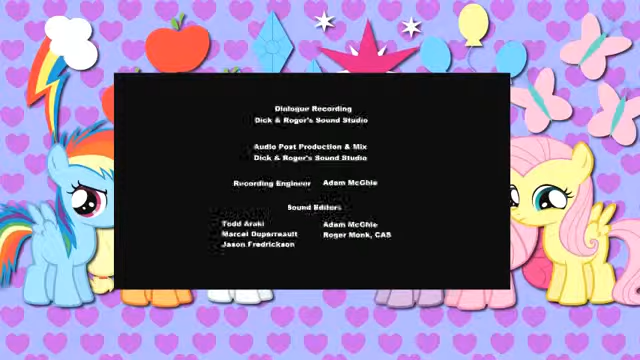 Dialogue Recording
Dick & Roger's Sound Studio
Audio Post Production & Mix
Dick & Roger's Sound Studio
Recording Engineer Adam McGhie
Sound Editors
Todd Araki Adam McGhie
Marcel Duperreault Roger Monk, CAS
Jason Fredrickson